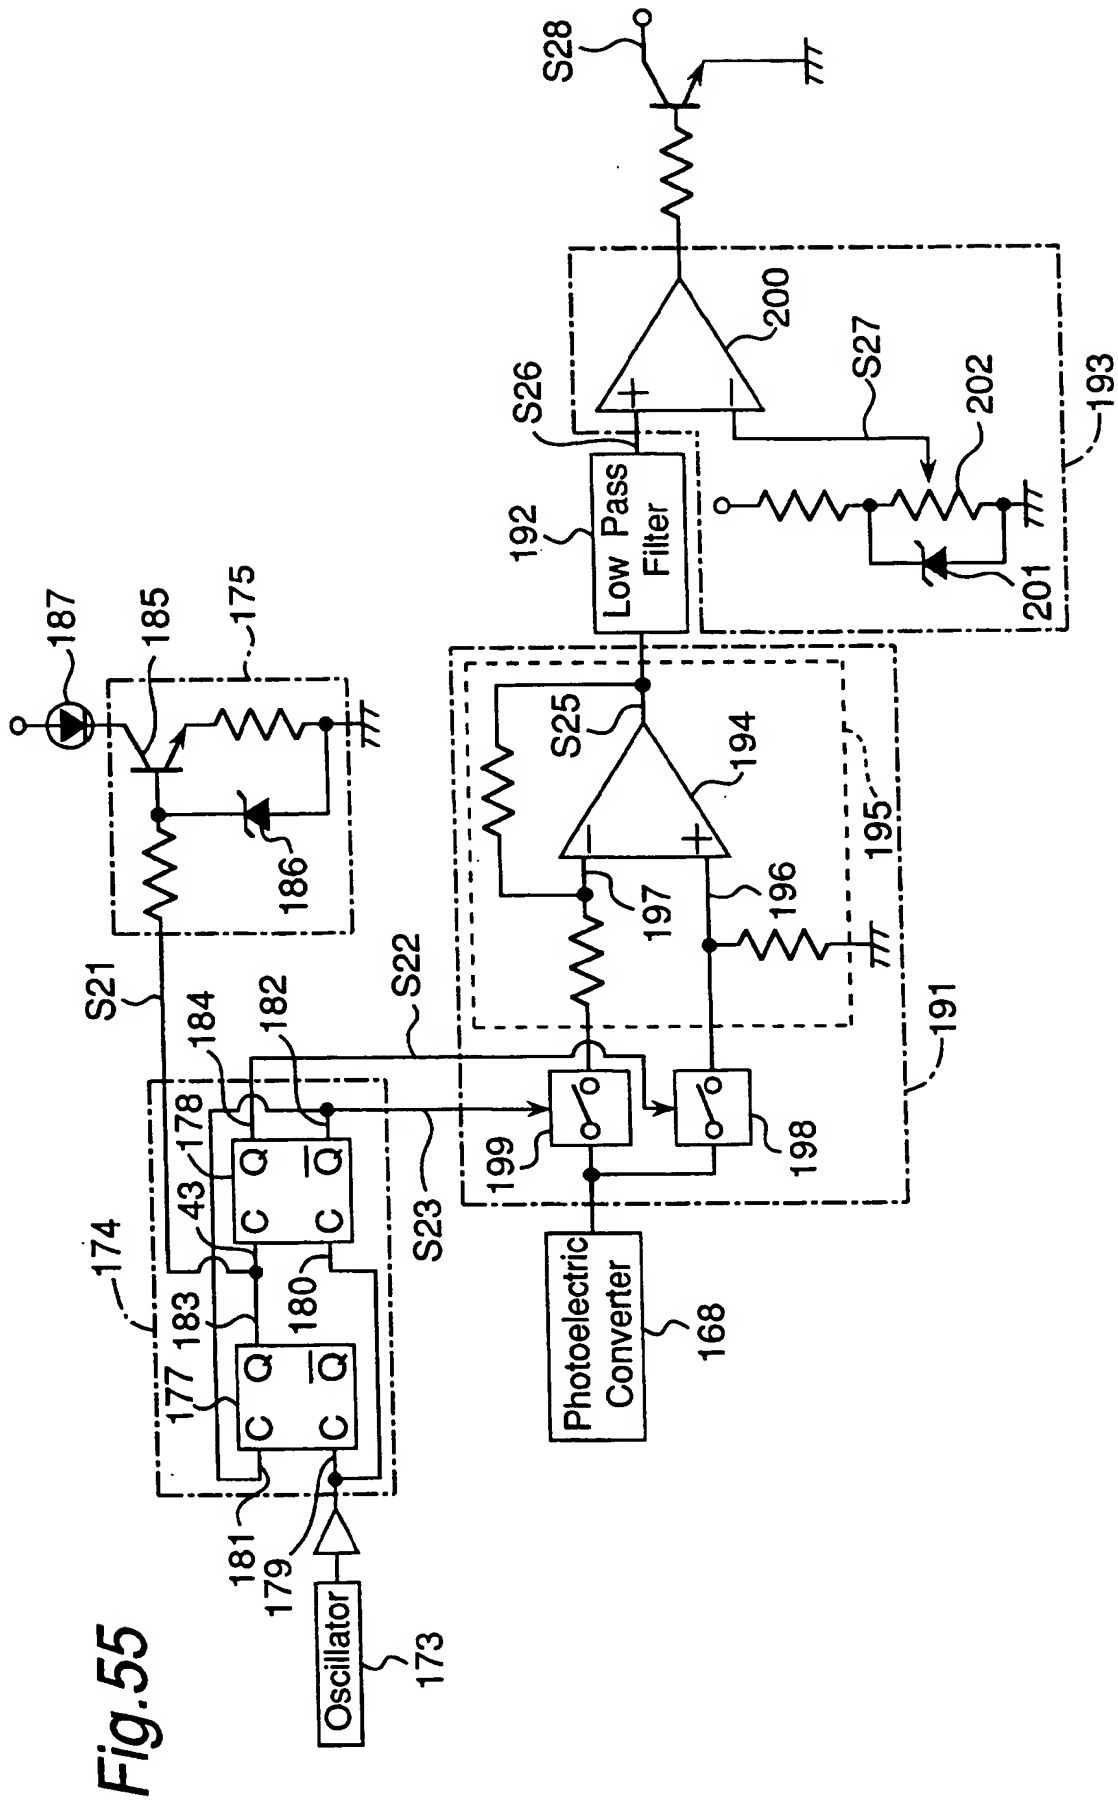 Fig.55
174
S21
187
185
175
186
177
183
43
178
184
182
S22
C
Q
C
Q
C
Q
C
Q
181
179
180
S23
Oscillator
173
S28
S26
192
Low Pass
Filter
+
−
200
S27
202
201
193
S25
−
+
194
197
196
195
199
198
191
Photoelectric
Converter
168